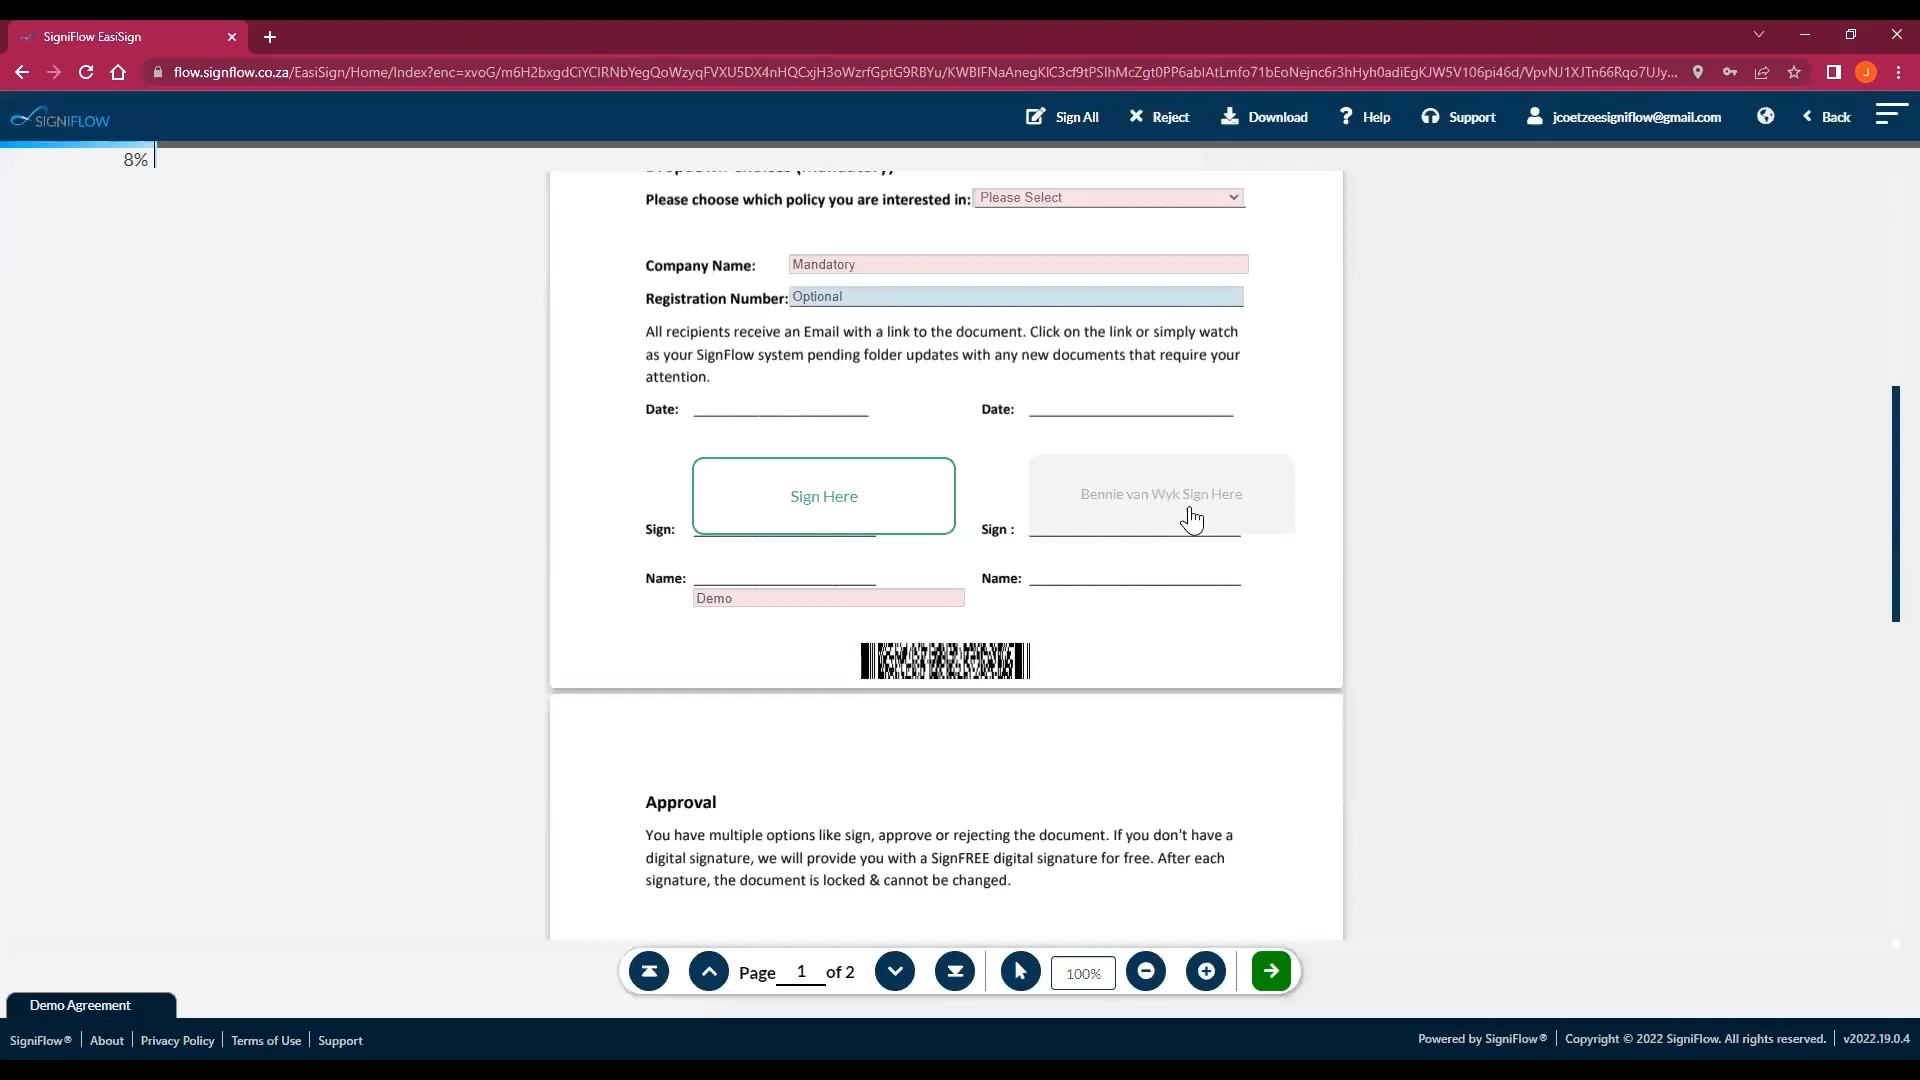 SigniFlow EasiSign
flow.signflow.co.za/EasiSign/Home/Index?enc=xvoG/m6H2bxgdCiYCIRNbYegQoWzyqFVXU5DX4nHQCxjH3oWzrfGptG9RBYu/KWBIFNaAnegKlC3cf9tPSIhMcZgt0PP6abIAtLmfo71bEoNejnc6r3hHyh0adiEgKJW5V106pi46d/VpvNJ1XJTn66Rqo7UJy...
J
SIGNIFLOW
Sign All
Reject
Download
? Help
Support
jcoetzeesigniflow@gmail.com
Back
8%
Dropdown Choices (Mandatory)
Please choose which policy you are interested in: Please Select
Company Name: Mandatory
Registration Number: Optional
All recipients receive an Email with a link to the document. Click on the link or simply watch
as your SignFlow system pending folder updates with any new documents that require your
attention.
Date: Date:
Sign Here
Bennie van Wyk Sign Here
Sign: Sign :
Name: Name:
Demo
Approval
You have multiple options like sign, approve or rejecting the document. If you don't have a
digital signature, we will provide you with a SignFREE digital signature for free. After each
signature, the document is locked & cannot be changed.
Page 1 of 2
100%
Demo Agreement
SigniFlow® About Privacy Policy Terms of Use Support
Powered by SigniFlow® Copyright © 2022 SigniFlow. All rights reserved. v2022.19.0.4